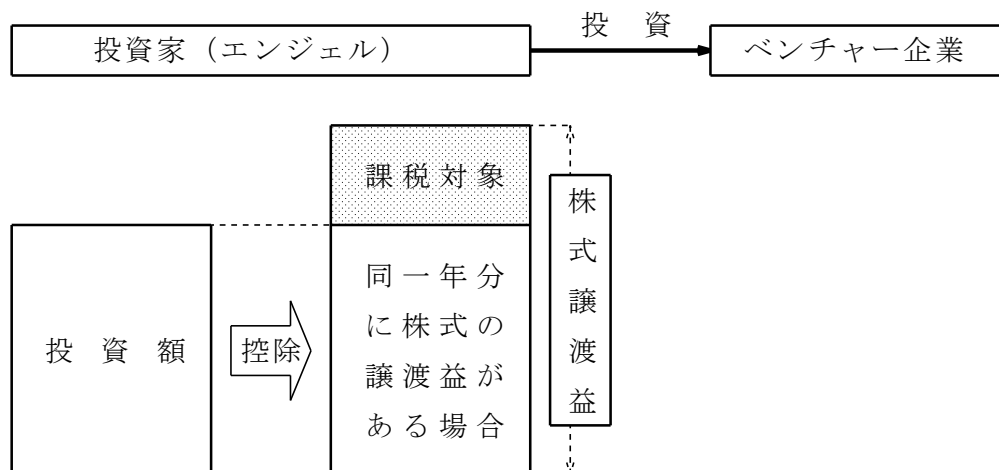 投資
投資家（エンジェル）
ベンチャー企業
課税対象
株式譲渡益
同一年分
に株式の
譲渡益が
ある場合
投資額
控除